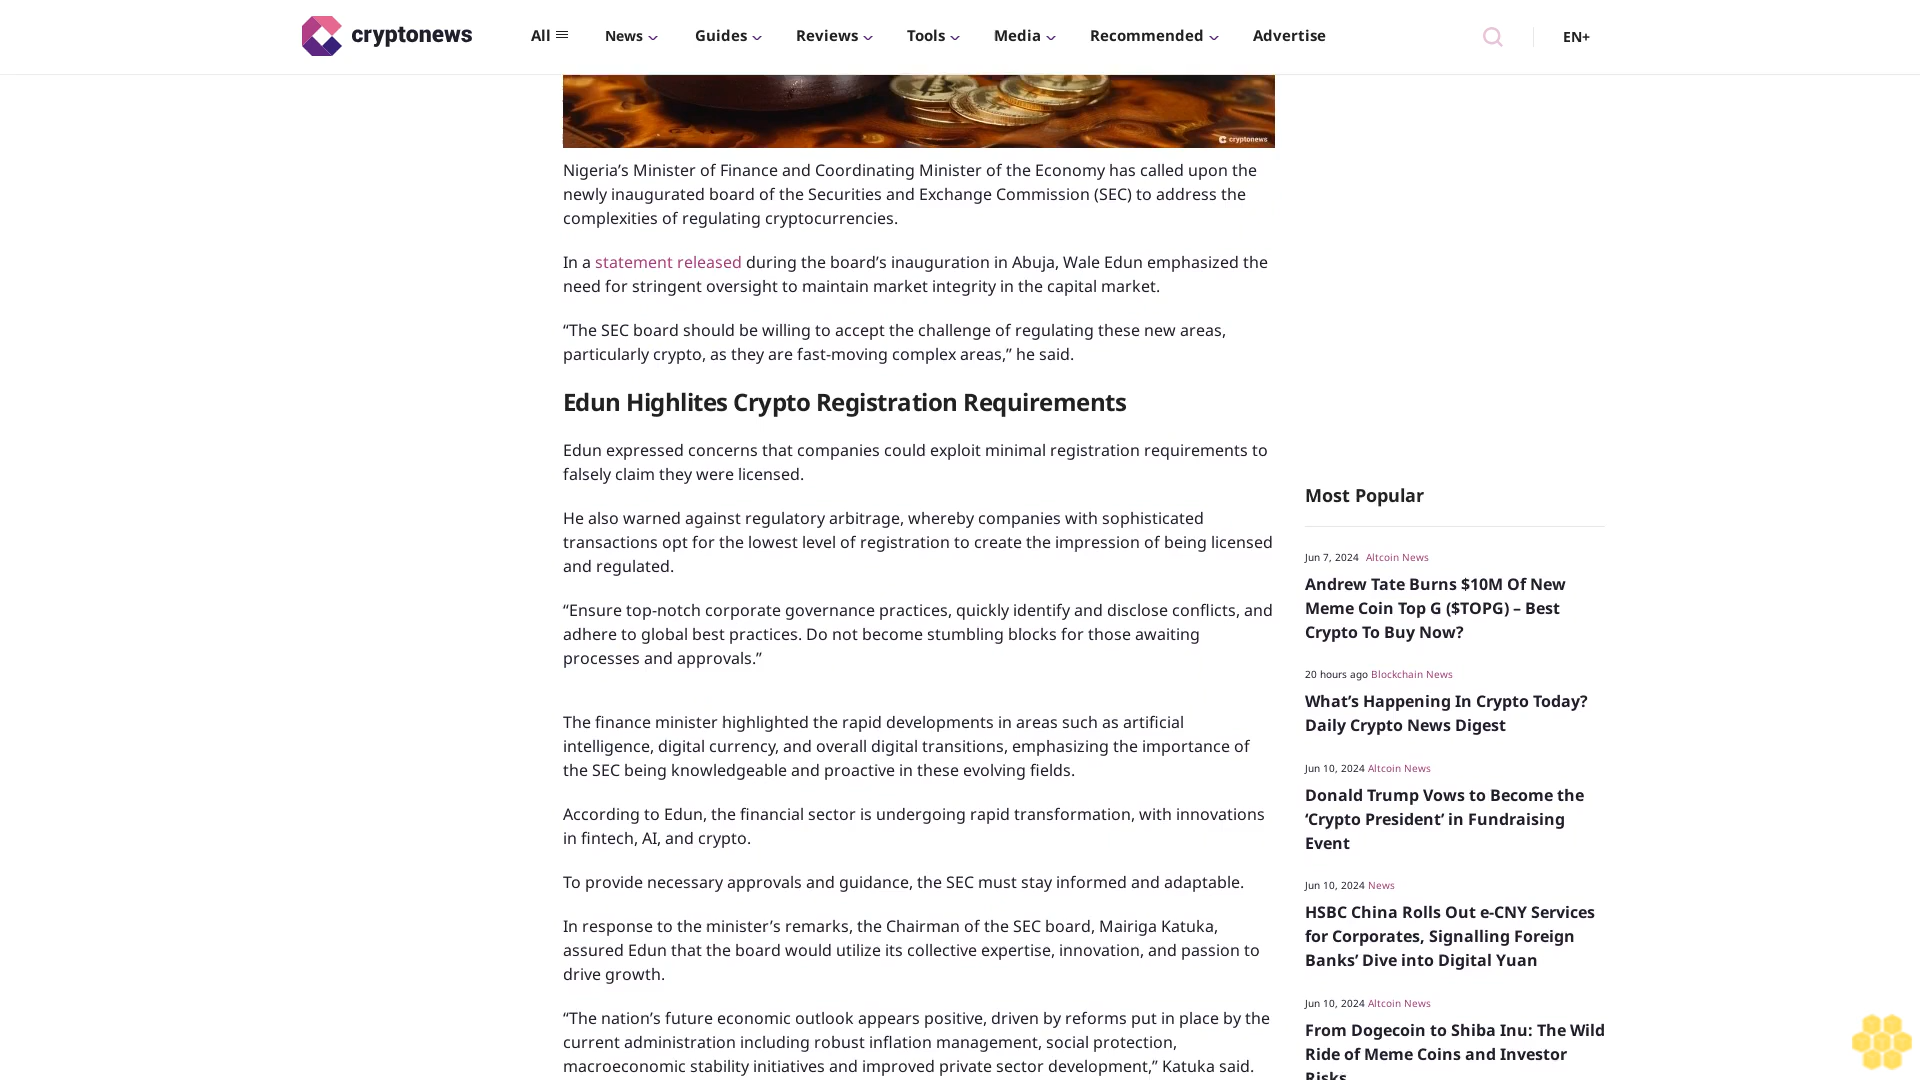 cryptonews
All
News
Guides
Reviews
Tools
Media
Recommended
Advertise
EN+
cryptonews
Nigeria’s Minister of Finance and Coordinating Minister of the Economy has called upon the
newly inaugurated board of the Securities and Exchange Commission (SEC) to address the
complexities of regulating cryptocurrencies.
In a statement released during the board’s inauguration in Abuja, Wale Edun emphasized the
need for stringent oversight to maintain market integrity in the capital market.
“The SEC board should be willing to accept the challenge of regulating these new areas,
particularly crypto, as they are fast-moving complex areas,” he said.
Edun Highlites Crypto Registration Requirements
Edun expressed concerns that companies could exploit minimal registration requirements to
falsely claim they were licensed.
He also warned against regulatory arbitrage, whereby companies with sophisticated
transactions opt for the lowest level of registration to create the impression of being licensed
and regulated.
“Ensure top-notch corporate governance practices, quickly identify and disclose conflicts, and
adhere to global best practices. Do not become stumbling blocks for those awaiting
processes and approvals.”
The finance minister highlighted the rapid developments in areas such as artificial
intelligence, digital currency, and overall digital transitions, emphasizing the importance of
the SEC being knowledgeable and proactive in these evolving fields.
According to Edun, the financial sector is undergoing rapid transformation, with innovations
in fintech, AI, and crypto.
To provide necessary approvals and guidance, the SEC must stay informed and adaptable.
In response to the minister’s remarks, the Chairman of the SEC board, Mairiga Katuka,
assured Edun that the board would utilize its collective expertise, innovation, and passion to
drive growth.
“The nation’s future economic outlook appears positive, driven by reforms put in place by the
current administration including robust inflation management, social protection,
macroeconomic stability initiatives and improved private sector development,” Katuka said.
Most Popular
Jun 7, 2024 Altcoin News
Andrew Tate Burns $10M Of New
Meme Coin Top G ($TOPG) – Best
Crypto To Buy Now?
20 hours ago Blockchain News
What’s Happening In Crypto Today?
Daily Crypto News Digest
Jun 10, 2024 Altcoin News
Donald Trump Vows to Become the
‘Crypto President’ in Fundraising
Event
Jun 10, 2024 News
HSBC China Rolls Out e-CNY Services
for Corporates, Signalling Foreign
Banks’ Dive into Digital Yuan
Jun 10, 2024 Altcoin News
From Dogecoin to Shiba Inu: The Wild
Ride of Meme Coins and Investor
Risks